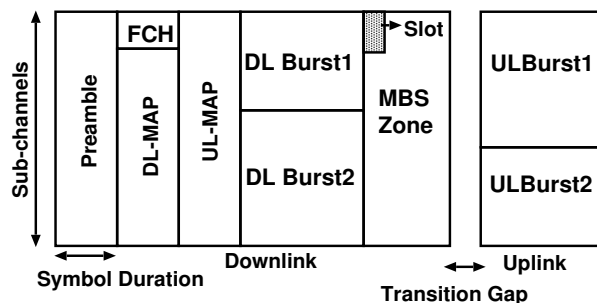 Sub-channels
Preamble
FCH
DL-MAP
UL-MAP
DL Burst1
DL Burst2
Slot
MBS
Zone
ULBurst1
ULBurst2
Symbol Duration
Downlink
Transition Gap
Uplink